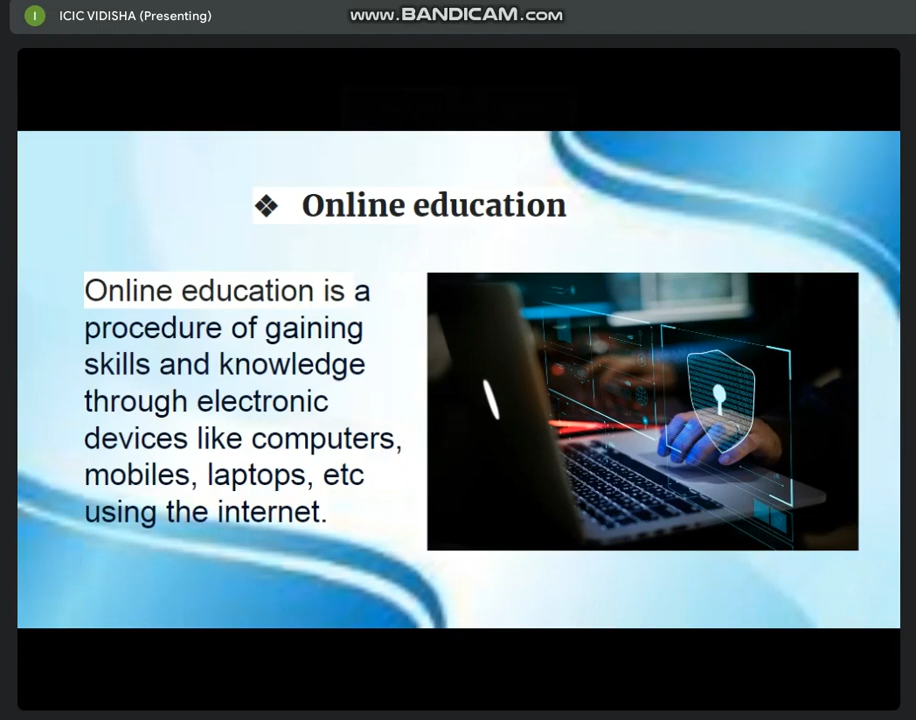 I ICIC VIDISHA (Presenting)
www.BANDICAM.com
❖ Online education
Online education is a
procedure of gaining
skills and knowledge
through electronic
devices like computers,
mobiles, laptops, etc
using the internet.